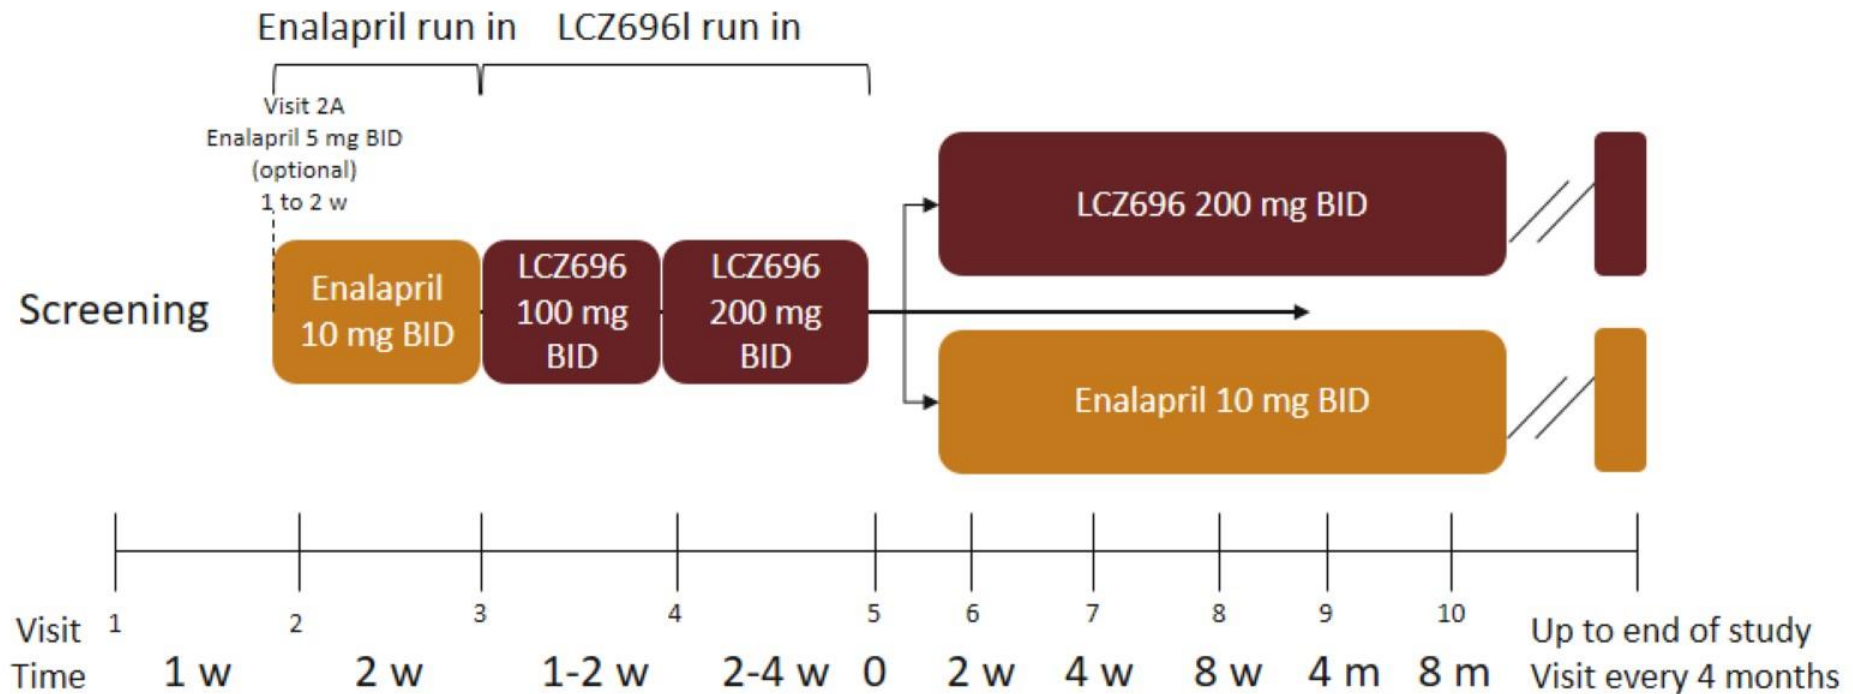 Enalapril run in LCZ696l run in
Visit 2A
Enalapril 5 mg BID
(optional)
1 to 2 w
Screening
Enalapril
10 mg BID
LCZ696
100 mg
BID
LCZ696
200 mg
BID
LCZ696 200 mg BID
Enalapril 10 mg BID
Visit 1 2 3 4 5 6 7 8 9 10 Up to end of study
Time 1 w 2 w 1-2 w 2-4 w 0 2 w 4 w 8 w 4 m 8 m Visit every 4 months